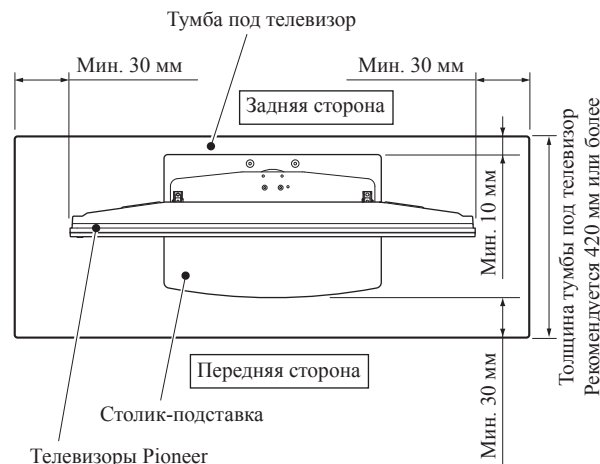 Тумба под телевизор
Мин. 30 мм
Мин. 30 мм
Задняя сторона
Мин. 10 мм
Толщина тумбы под телевизор
Рекомендуется 420 мм или более
Передняя сторона
Мин. 30 мм
Столик-подставка
Телевизоры Pioneer